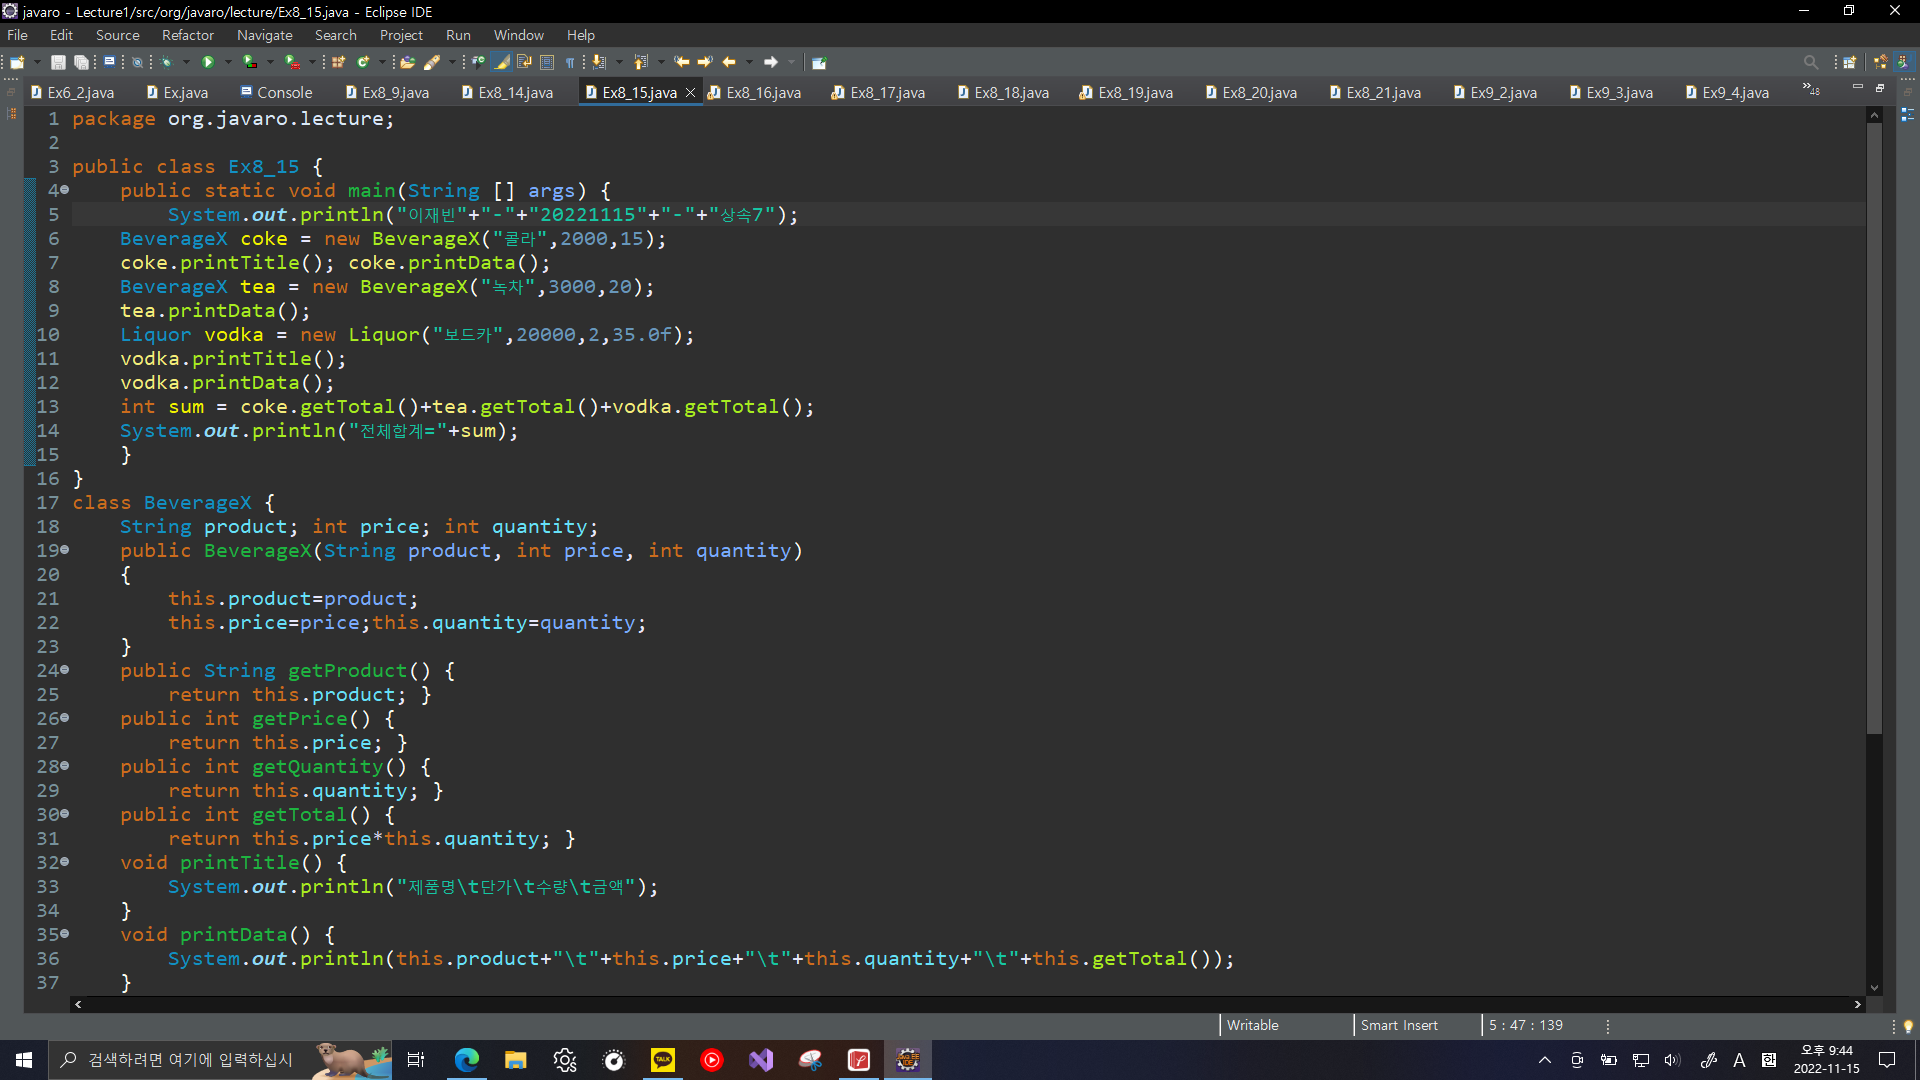 javaro - Lecture1/src/org/javaro/lecture/Ex8_15.java - Eclipse IDE
File Edit Source Refactor Navigate Search Project Run Window Help
Ex6_2.java Ex.java Console Ex8_9.java Ex8_14.java Ex8_15.java Ex8_16.java Ex8_17.java Ex8_18.java Ex8_19.java Ex8_20.java Ex8_21.java Ex9_2.java Ex9_3.java Ex9_4.java »48
1 package org.javaro.lecture;
2
3 public class Ex8_15 {
4 public static void main(String [] args) {
5 System.out.println("이재빈"+"-"+"20221115"+"-"+"상속7");
6 BeverageX coke = new BeverageX("콜라",2000,15);
7 coke.printTitle(); coke.printData();
8 BeverageX tea = new BeverageX("녹차",3000,20);
9 tea.printData();
10 Liquor vodka = new Liquor("보드카",20000,2,35.0f);
11 vodka.printTitle();
12 vodka.printData();
13 int sum = coke.getTotal()+tea.getTotal()+vodka.getTotal();
14 System.out.println("전체합계="+sum);
15 }
16 }
17 class BeverageX {
18 String product; int price; int quantity;
19 public BeverageX(String product, int price, int quantity)
20 {
21 this.product=product;
22 this.price=price;this.quantity=quantity;
23 }
24 public String getProduct() {
25 return this.product; }
26 public int getPrice() {
27 return this.price; }
28 public int getQuantity() {
29 return this.quantity; }
30 public int getTotal() {
31 return this.price*this.quantity; }
32 void printTitle() {
33 System.out.println("제품명\t단가\t수량\t금액");
34 }
35 void printData() {
36 System.out.println(this.product+"\t"+this.price+"\t"+this.quantity+"\t"+this.getTotal());
37 }
Writable Smart Insert 5 : 47 : 139
검색하려면 여기에 입력하십시 TALK A 오후 9:44
2022-11-15